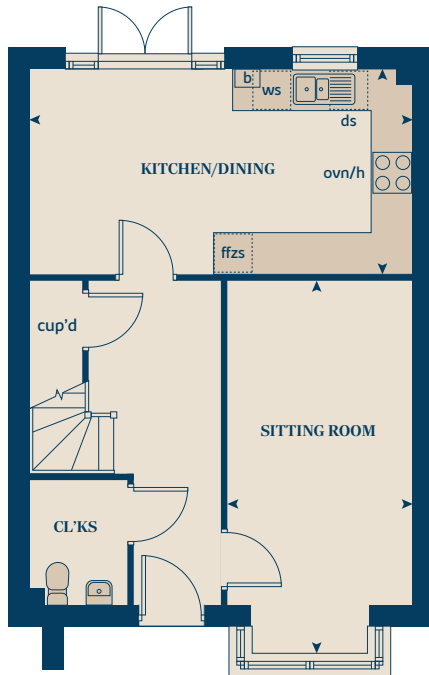 b
ws
ds
KITCHEN/DINING
ovn/h
ffzs
cup'd
SITTING ROOM
CL'KS